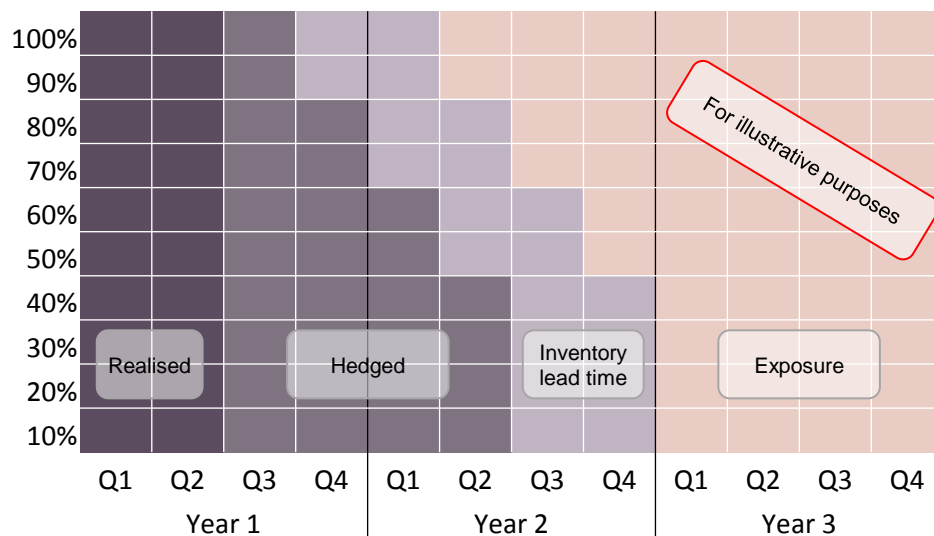 100%
90%
80%
70%
60%
50%
40%
30%
20%
10%
For illustrative purposes
Realised
Hedged
Inventory
lead time
Exposure
Q1 Q2 Q3 Q4 Q1 Q2 Q3 Q4 Q1 Q2 Q3 Q4
Year 1 Year 2 Year 3